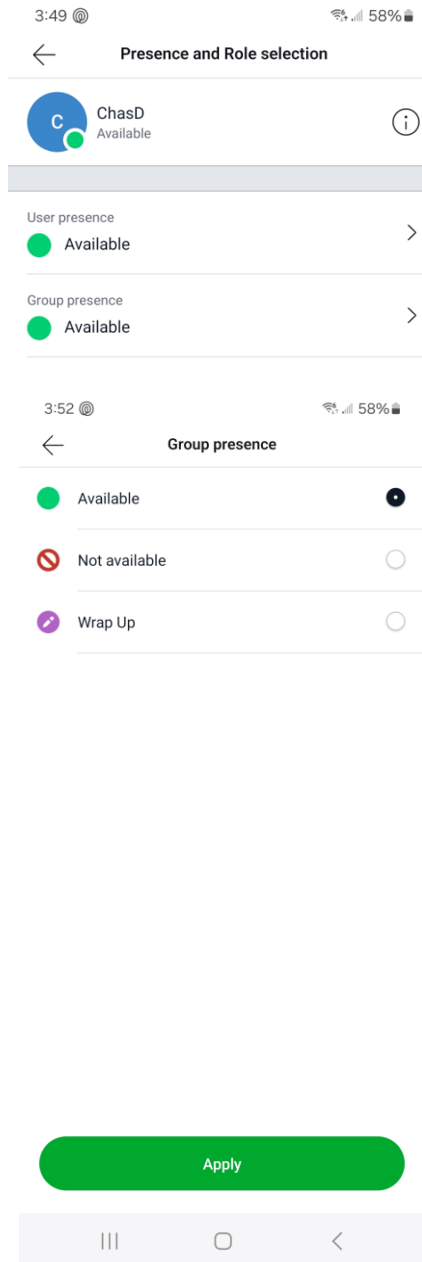 3:49 58%
Presence and Role selection
C
ChasD
Available
User presence
Available
Group presence
Available
3:52 58%
Group presence
Available
Not available
Wrap Up
Apply